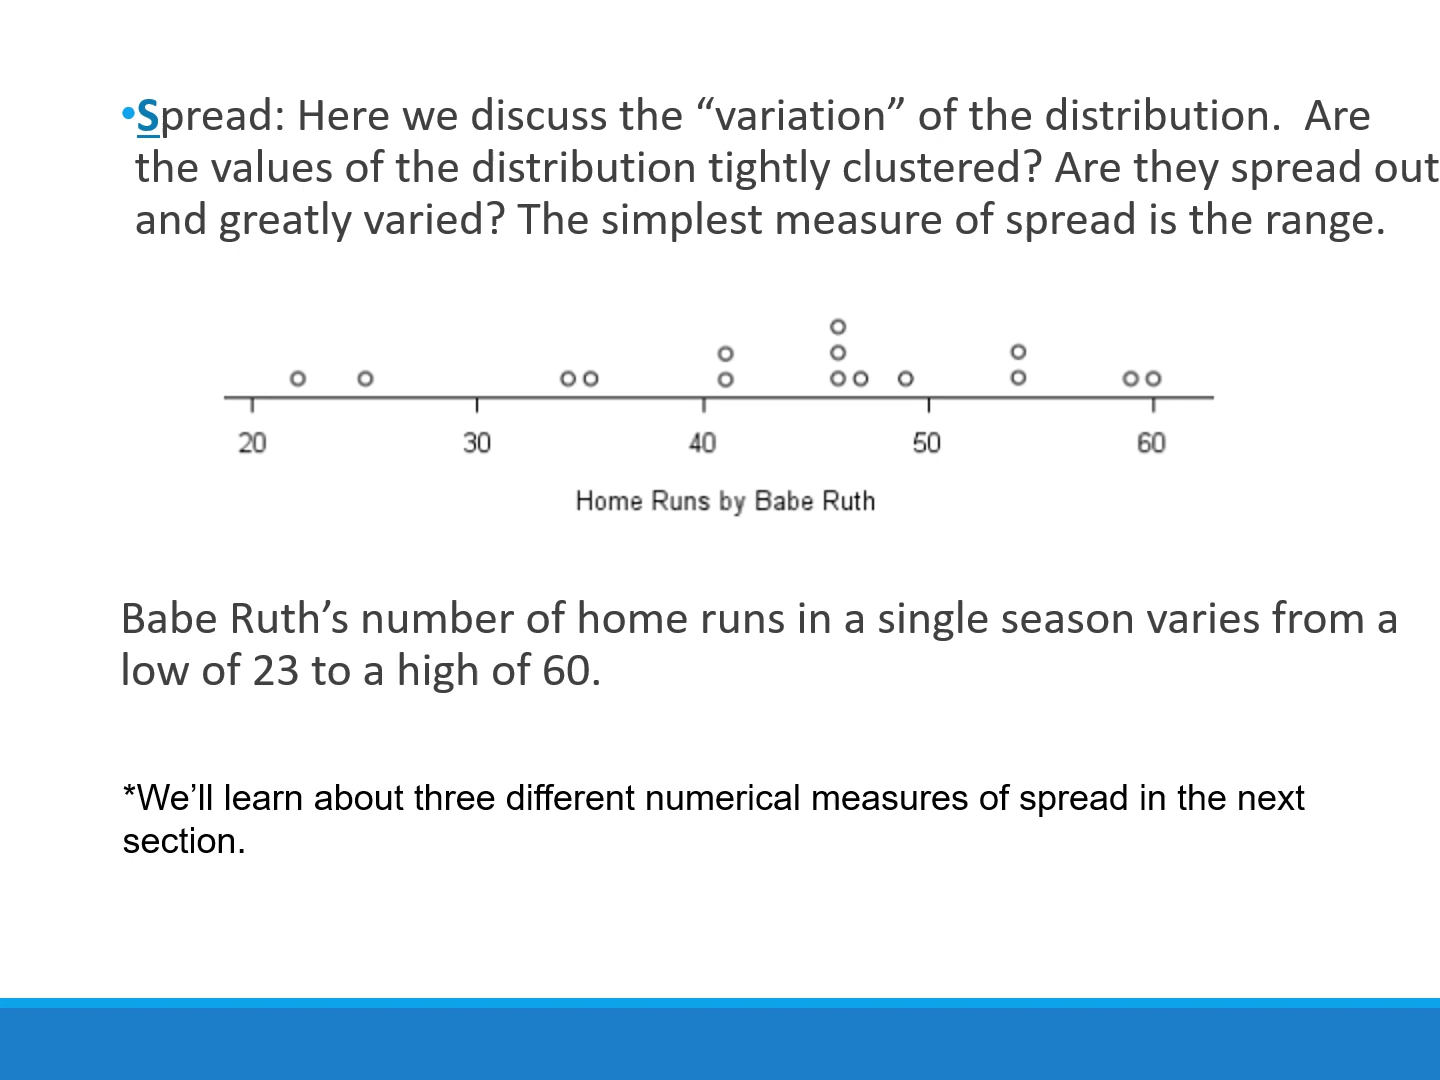 •Spread: Here we discuss the “variation” of the distribution.  Are
the values of the distribution tightly clustered? Are they spread out
and greatly varied? The simplest measure of spread is the range.
20 30 40 50 60
Home Runs by Babe Ruth
Babe Ruth’s number of home runs in a single season varies from a
low of 23 to a high of 60.
*We’ll learn about three different numerical measures of spread in the next
section.